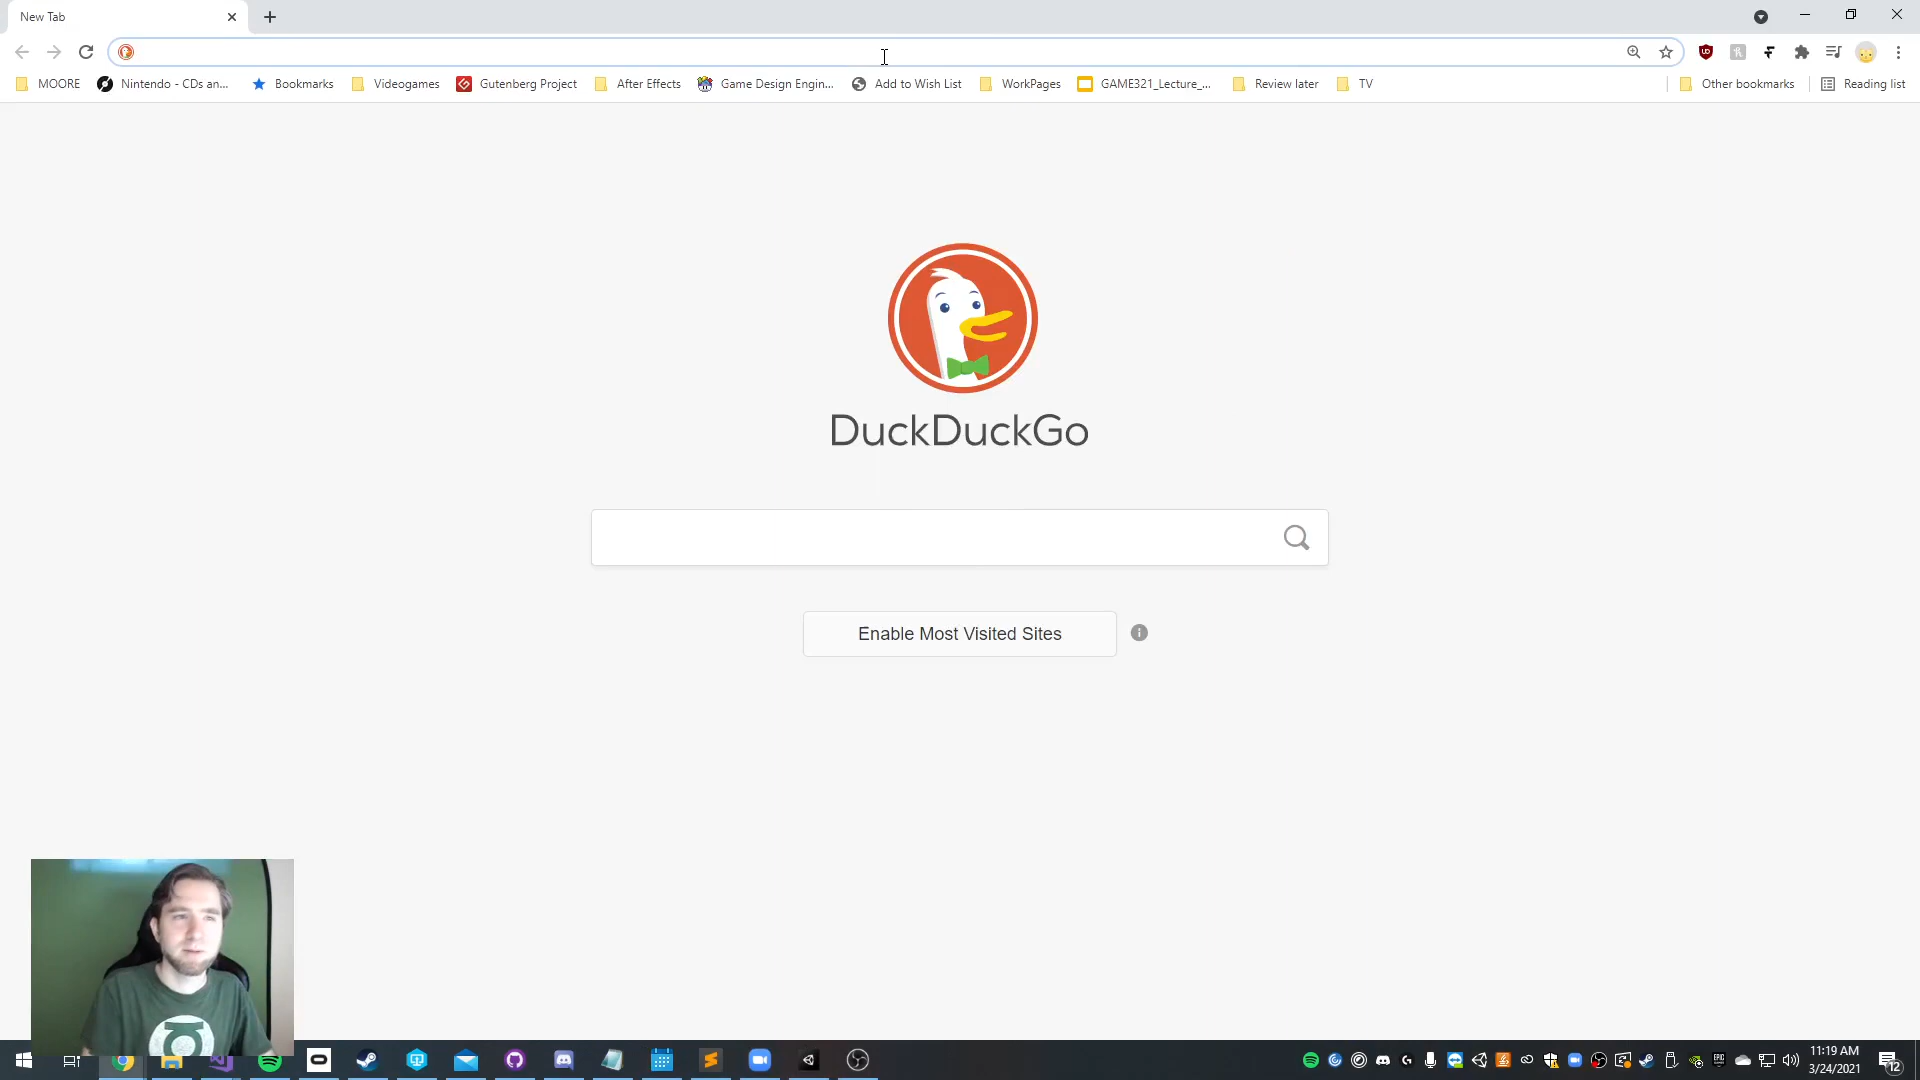 New Tab
MOORE
Nintendo - CDs an...
Bookmarks
Videogames
Gutenberg Project
After Effects
Game Design Engin...
Add to Wish List
WorkPages
GAME321_Lecture_...
Review later
TV
Other bookmarks
Reading list
DuckDuckGo
Enable Most Visited Sites
11:19 AM
3/24/2021
12